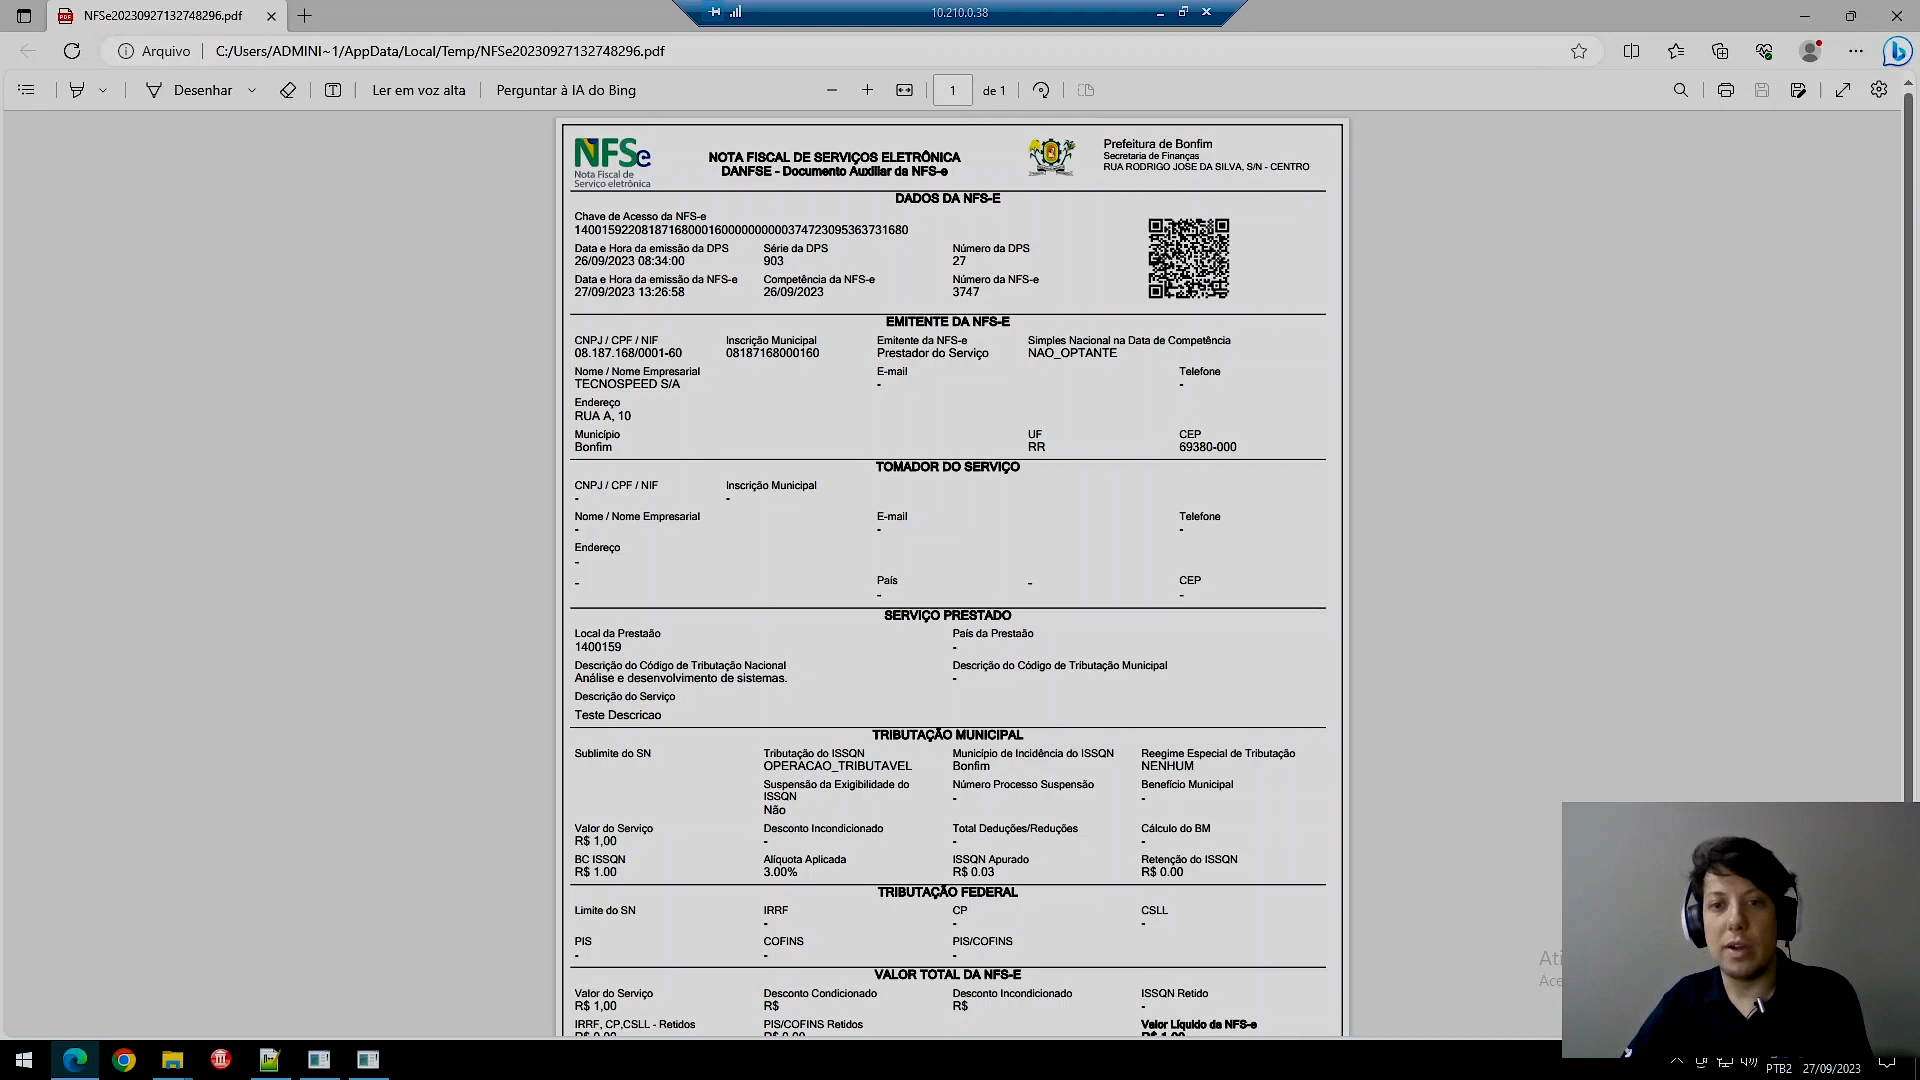 NFSe20230927132748296.pdf
10.210.0.38
Arquivo
C:/Users/ADMINI~1/AppData/Local/Temp/NFSe20230927132748296.pdf
Desenhar
Ler em voz alta
Perguntar à IA do Bing
1 de 1
NFSe
Nota Fiscal de
Serviço eletrônica
NOTA FISCAL DE SERVIÇOS ELETRÔNICA
DANFSE - Documento Auxiliar da NFS-e
Prefeitura de Bonfim
Secretaria de Finanças
RUA RODRIGO JOSE DA SILVA, S/N - CENTRO
DADOS DA NFS-E
Chave de Acesso da NFS-e
14001592208187168000160000000000374723095363731680
Data e Hora da emissão da DPS Série da DPS Número da DPS
26/09/2023 08:34:00 903 27
Data e Hora da emissão da NFS-e Competência da NFS-e Número da NFS-e
27/09/2023 13:26:58 26/09/2023 3747
EMITENTE DA NFS-E
CNPJ / CPF / NIF Inscrição Municipal Emitente da NFS-e Simples Nacional na Data de Competência
08.187.168/0001-60 08187168000160 Prestador do Serviço NAO_OPTANTE
Nome / Nome Empresarial E-mail Telefone
TECNOSPEED S/A - -
Endereço
RUA A, 10
Município UF CEP
Bonfim RR 69380-000
TOMADOR DO SERVIÇO
CNPJ / CPF / NIF Inscrição Municipal
- -
Nome / Nome Empresarial E-mail Telefone
- - -
Endereço
-
- País - CEP
- -
SERVIÇO PRESTADO
Local da Prestaão País da Prestaão
1400159 -
Descrição do Código de Tributação Nacional Descrição do Código de Tributação Municipal
Análise e desenvolvimento de sistemas. -
Descrição do Serviço
Teste Descricao
TRIBUTAÇÃO MUNICIPAL
Sublimite do SN Tributação do ISSQN Município de Incidência do ISSQN Reegime Especial de Tributação
OPERACAO_TRIBUTAVEL Bonfim NENHUM
Suspensão da Exigibilidade do Número Processo Suspensão Benefício Municipal
ISSQN - -
Não
Valor do Serviço Desconto Incondicionado Total Deduções/Reduções Cálculo do BM
R$ 1,00 - - -
BC ISSQN Alíquota Aplicada ISSQN Apurado Retenção do ISSQN
R$ 1.00 3.00% R$ 0.03 R$ 0.00
TRIBUTAÇÃO FEDERAL
Limite do SN IRRF CP CSLL
- - -
PIS COFINS PIS/COFINS
- - -
VALOR TOTAL DA NFS-E
Valor do Serviço Desconto Condicionado Desconto Incondicionado ISSQN Retido
R$ 1,00 R$ R$ -
IRRF, CP,CSLL - Retidos PIS/COFINS Retidos Valor Líquido da NFS-e
R$ 0.00 R$ 0.00 R$ 1.00
PTB2 27/09/2023